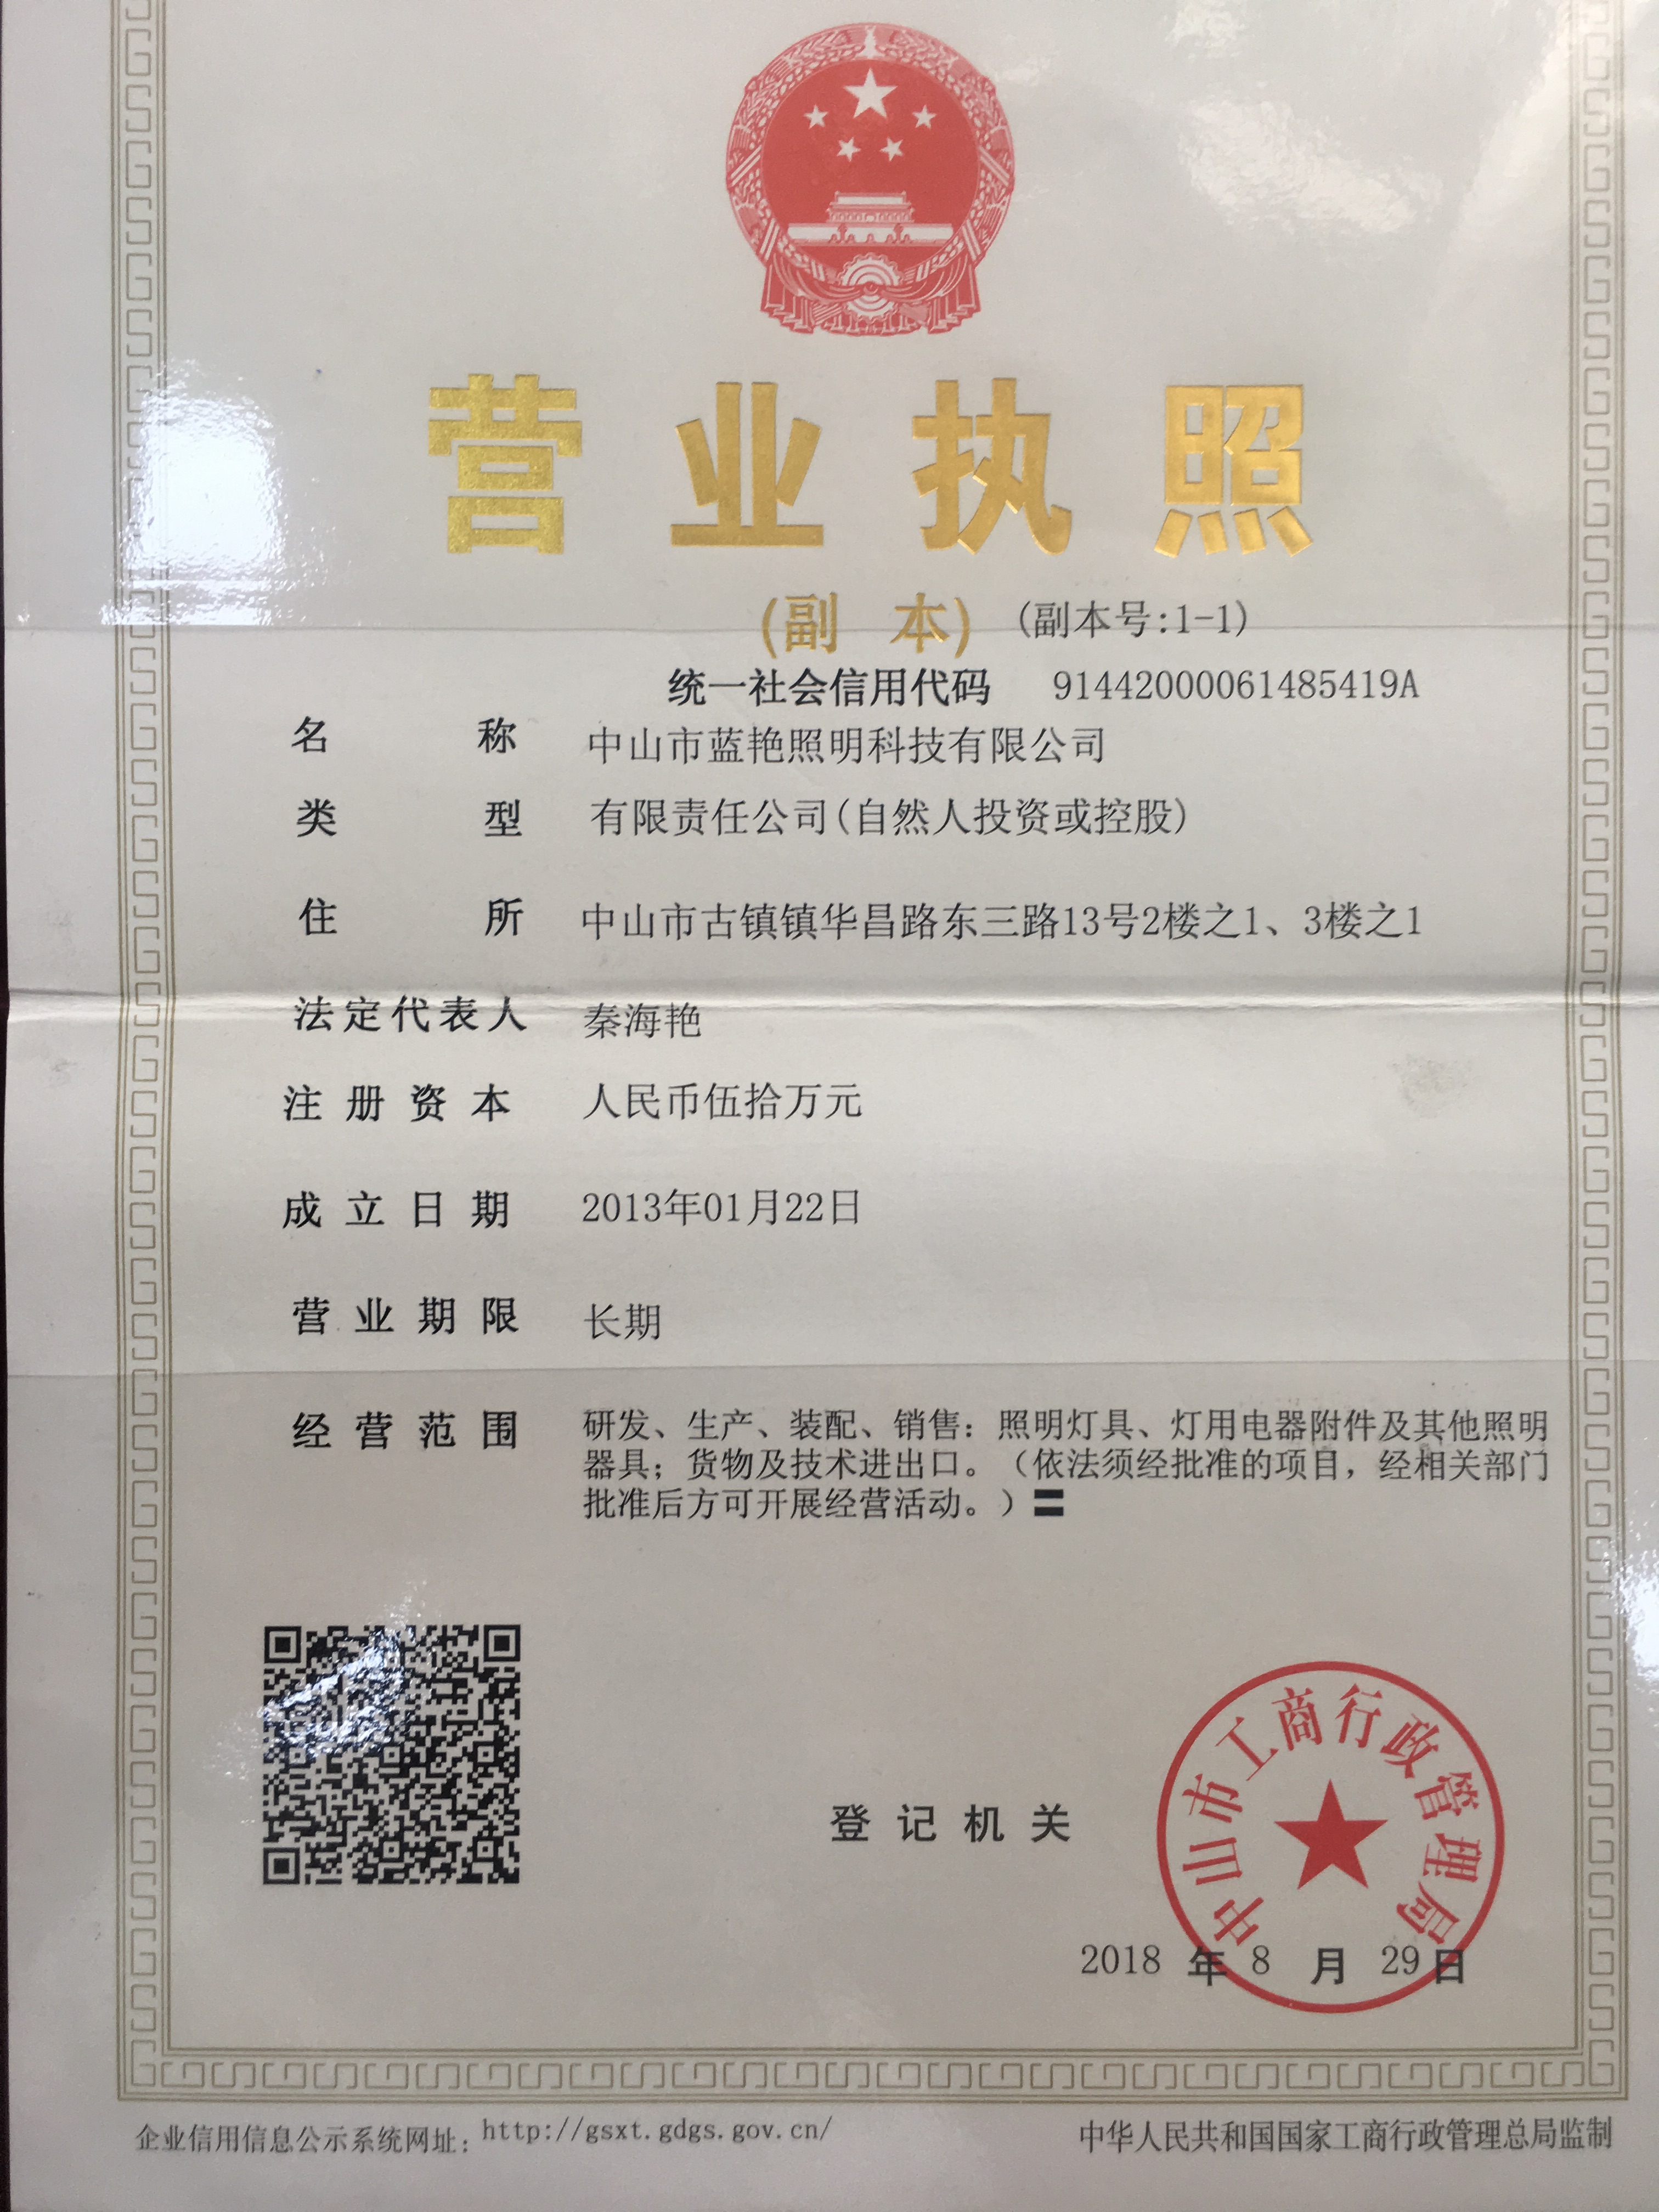 营业执照
(副 本) (副本号:1-1)
统一社会信用代码 91442000061485419A
名称 中山市蓝艳照明科技有限公司
类型 有限责任公司(自然人投资或控股)
住所 中山市古镇镇华昌路东三路13号2楼之1、3楼之1
法定代表人 秦海艳
注册资本 人民币伍拾万元
成立日期 2013年01月22日
营业期限 长期
经营范围 研发、生产、装配、销售：照明灯具、灯用电器附件及其他照明
器具；货物及技术进出口。（依法须经批准的项目，经相关部门
批准后方可开展经营活动。）〓
登记机关
中山市工商行政管理局
2018 年 8 月 29 日
企业信用信息公示系统网址：http://gsxt.gdgs.gov.cn/
中华人民共和国国家工商行政管理总局监制